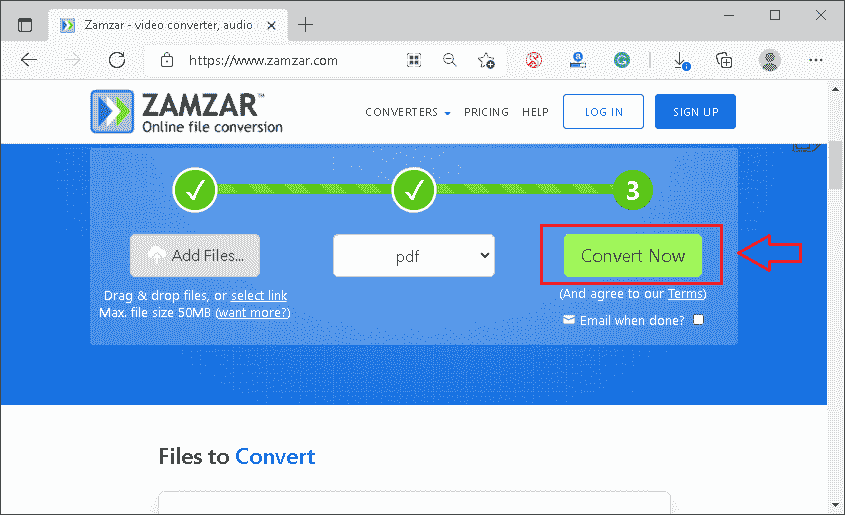 Zamzar - video converter, audio
https://www.zamzar.com
ZAMZAR™
Online file conversion
CONVERTERS
PRICING
HELP
LOG IN
SIGN UP
3
Add Files...
pdf
Convert Now
Drag & drop files, or select link
Max. file size 50MB (want more?)
(And agree to our Terms)
Email when done?
Files to Convert